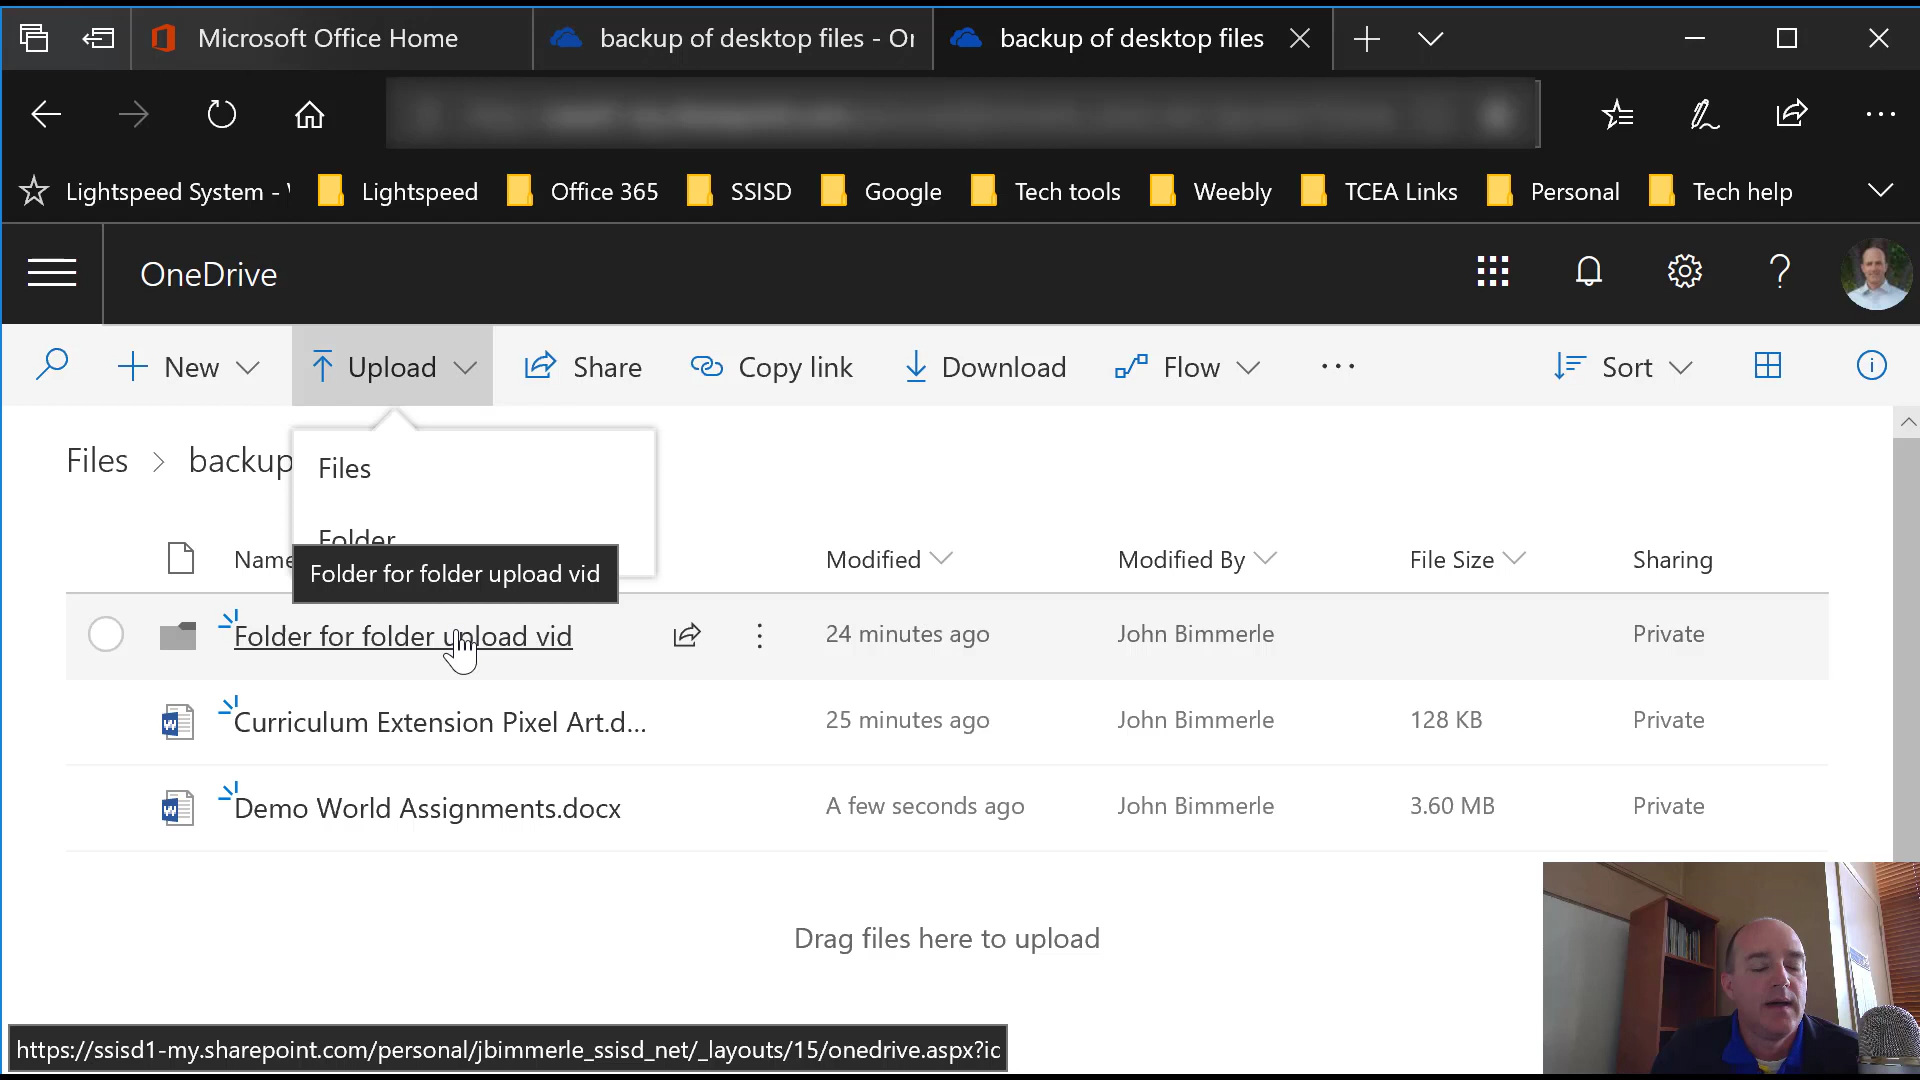 Microsoft Office Home
backup of desktop files - Or
backup of desktop files
Lightspeed System -
Lightspeed
Office 365
SSISD
Google
Tech tools
Weebly
TCEA Links
Personal
Tech help
OneDrive
New
Upload
Share
Copy link
Download
Flow
Sort
Files > backup
Files
Folder
Folder for folder upload vid
Name
Modified
Modified By
File Size
Sharing
Folder for folder upload vid
24 minutes ago
John Bimmerle
Private
Curriculum Extension Pixel Art.d...
25 minutes ago
John Bimmerle
128 KB
Private
Demo World Assignments.docx
A few seconds ago
John Bimmerle
3.60 MB
Private
Drag files here to upload
https://ssisd1-my.sharepoint.com/personal/jbimmerle_ssisd_net/_layouts/15/onedrive.aspx?ic